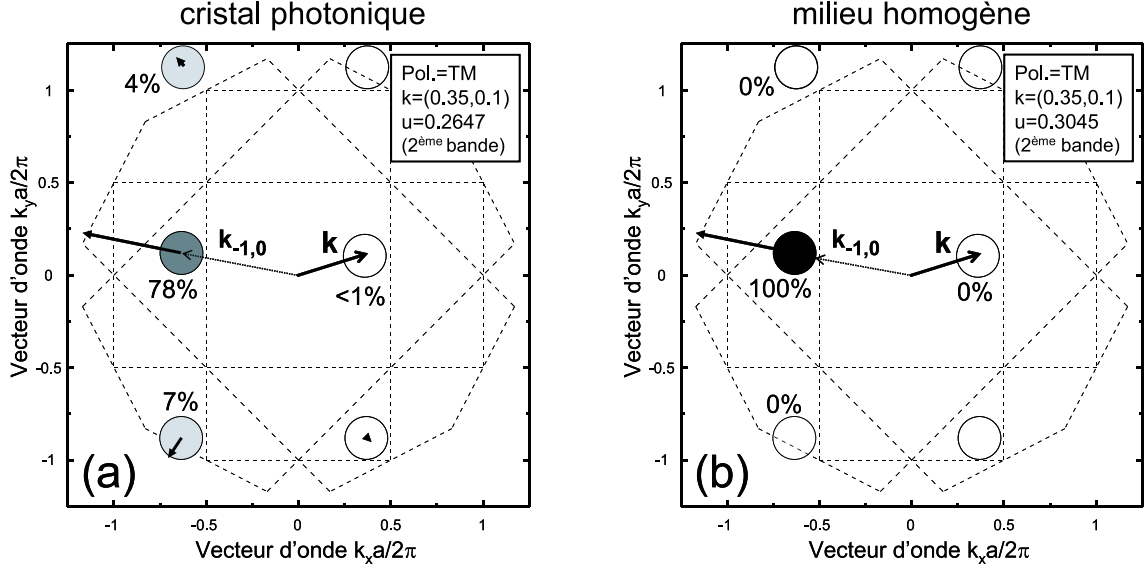 cristal photonique
4%
Pol.=TM
k=(0.35,0.1)
u=0.2647
(2ème bande)
1
0.5
0
-0.5
-1
Vecteur d'onde kya/2π
k-1,0
k
78%
<1%
7%
(a)
-1
-0.5
0
0.5
1
Vecteur d'onde kxa/2π
milieu homogène
0%
Pol.=TM
k=(0.35,0.1)
u=0.3045
(2ème bande)
1
0.5
0
-0.5
-1
Vecteur d'onde kya/2π
k-1,0
k
100%
0%
0%
(b)
-1
-0.5
0
0.5
1
Vecteur d'onde kxa/2π